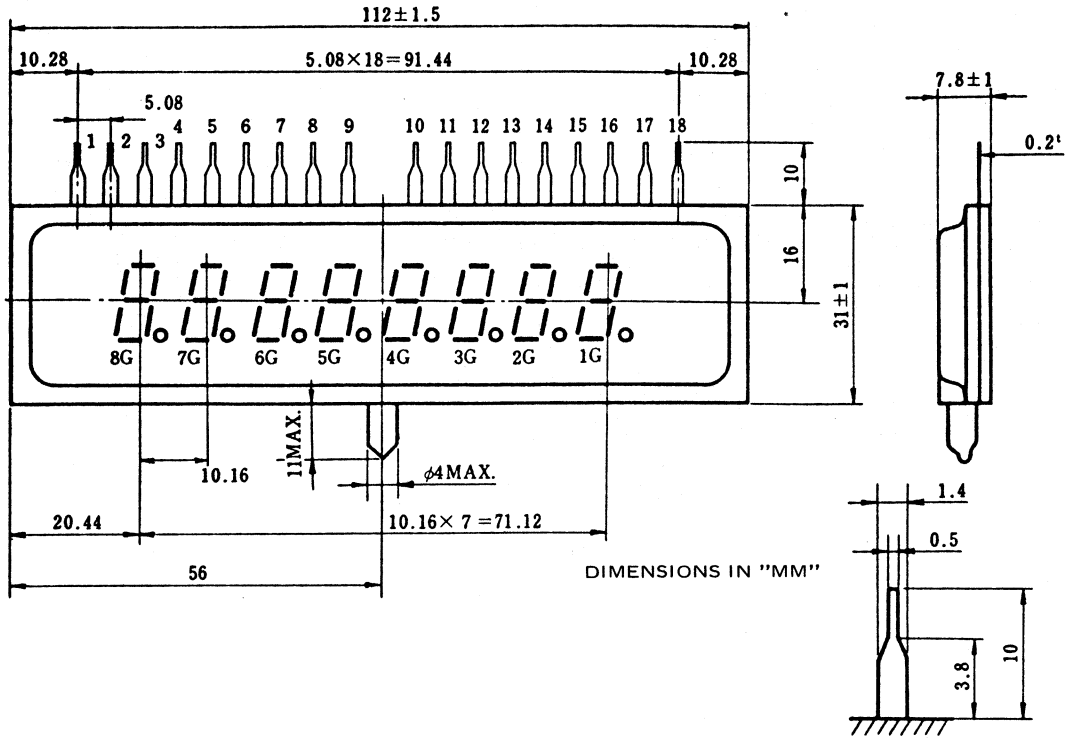 112±1.5
10.28 5.08×18=91.44 10.28
5.08
1 2 3 4 5 6 7 8 9 10 11 12 13 14 15 16 17 18
10
16
31±1
7.8±1
0.2ᵗ
8G 7G 6G 5G 4G 3G 2G 1G
11MAX.
10.16
φ4MAX.
20.44
10.16× 7 =71.12
56
DIMENSIONS IN "MM"
1.4
0.5
3.8
10